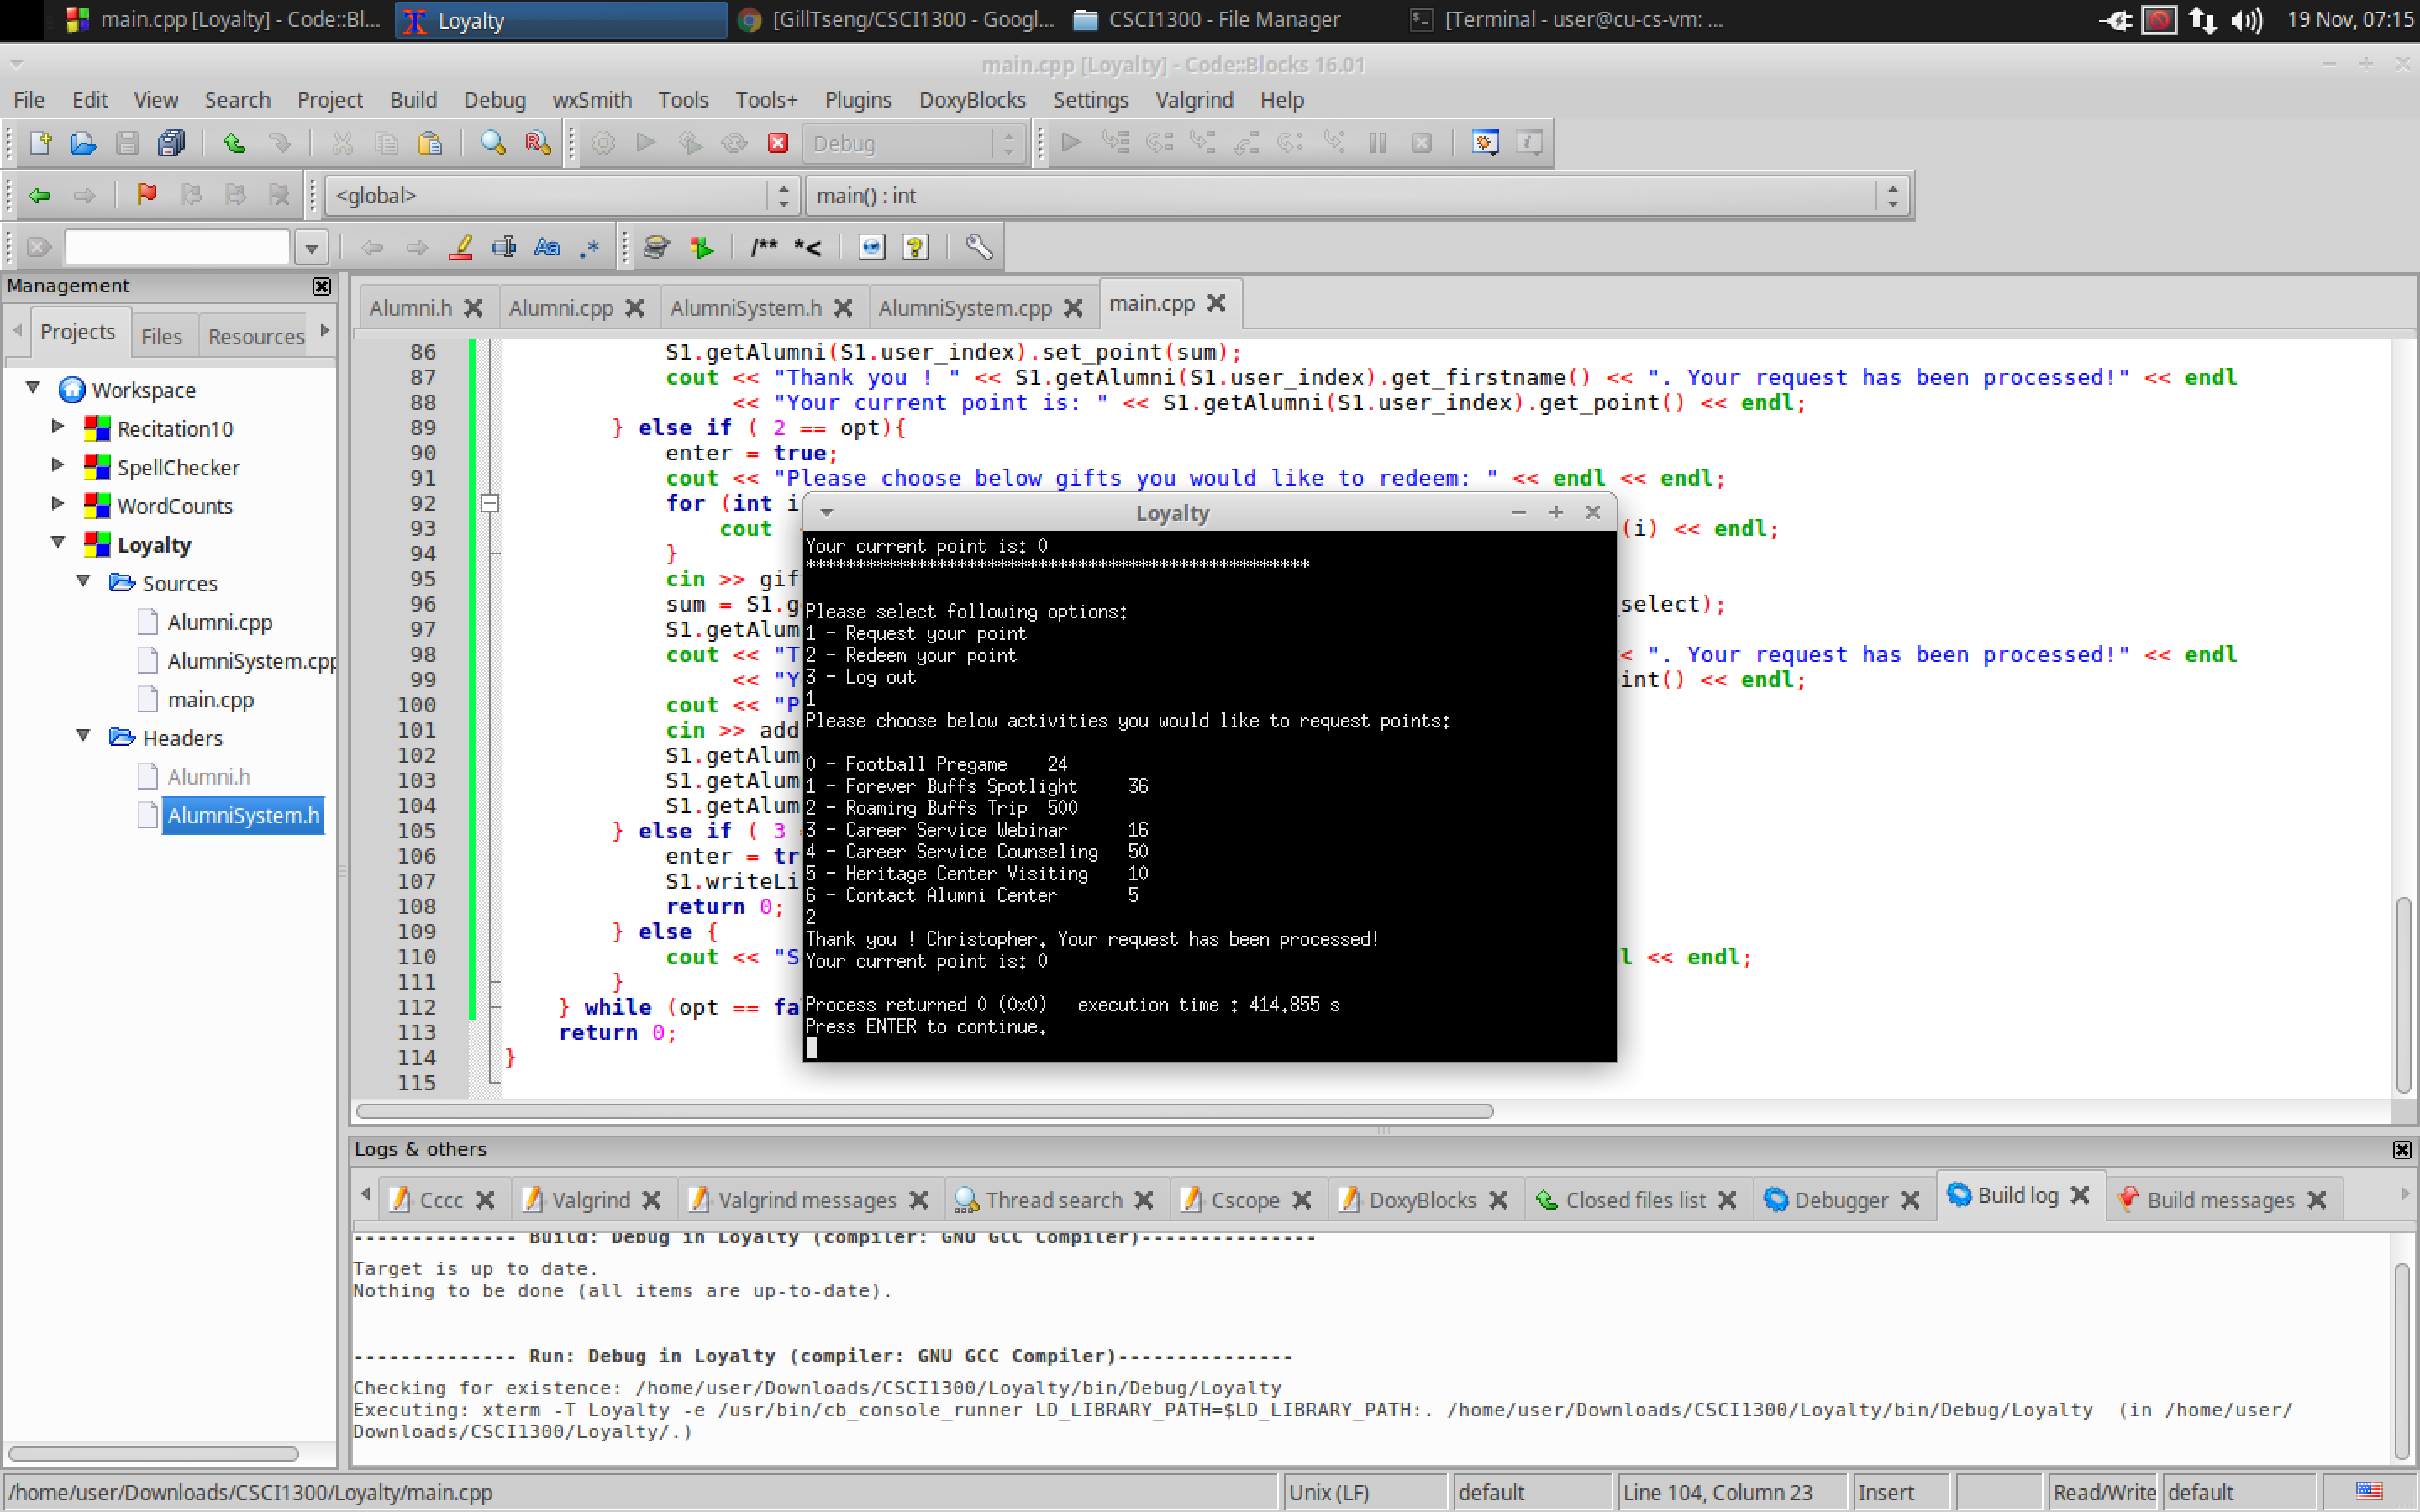 main.cpp [Loyalty] - Code::Bl...
Loyalty
[GillTseng/CSCI1300 - Googl...
CSCI1300 - File Manager
[Terminal - user@cu-cs-vm: ...
19 Nov, 07:15
main.cpp [Loyalty] - Code::Blocks 16.01
File Edit View Search Project Build Debug wxSmith Tools Tools+ Plugins DoxyBlocks Settings Valgrind Help
Debug
<global>
main() : int
/** *<
Management
Projects Files Resources
Workspace
Recitation10
SpellChecker
WordCounts
Loyalty
Sources
Alumni.cpp
AlumniSystem.cpp
main.cpp
Headers
Alumni.h
AlumniSystem.h
Alumni.h Alumni.cpp AlumniSystem.h AlumniSystem.cpp main.cpp
86 S1.getAlumni(S1.user_index).set_point(sum);
87 cout << "Thank you ! " << S1.getAlumni(S1.user_index).get_firstname() << ". Your request has been processed!" << endl
88 << "Your current point is: " << S1.getAlumni(S1.user_index).get_point() << endl;
89 } else if ( 2 == opt){
90 enter = true;
91 cout << "Please choose below gifts you would like to redeem: " << endl << endl;
92 for (int i
93 cout (i) << endl;
94 }
95 cin >> gif
96 sum = S1.g select);
97 S1.getAlum
98 cout << "T < ". Your request has been processed!" << endl
99 << "Y int() << endl;
100 cout << "P
101 cin >> add
102 S1.getAlum
103 S1.getAlum
104 S1.getAlum
105 } else if ( 3
106 enter = tr
107 S1.writeLi
108 return 0;
109 } else {
110 cout << "S l << endl;
111 }
112 } while (opt == fa
113 return 0;
114 }
115
Loyalty
Your current point is: 0
**************************************************
Please select following options:
1 - Request your point
2 - Redeem your point
3 - Log out
1
Please choose below activities you would like to request points:
0 - Football Pregame 24
1 - Forever Buffs Spotlight 36
2 - Roaming Buffs Trip 500
3 - Career Service Webinar 16
4 - Career Service Counseling 50
5 - Heritage Center Visiting 10
6 - Contact Alumni Center 5
2
Thank you ! Christopher. Your request has been processed!
Your current point is: 0
Process returned 0 (0x0) execution time : 414.855 s
Press ENTER to continue.
Logs & others
Cccc Valgrind Valgrind messages Thread search Cscope DoxyBlocks Closed files list Debugger Build log Build messages
-------------- Build: Debug in Loyalty (compiler: GNU GCC Compiler)---------------
Target is up to date.
Nothing to be done (all items are up-to-date).
-------------- Run: Debug in Loyalty (compiler: GNU GCC Compiler)---------------
Checking for existence: /home/user/Downloads/CSCI1300/Loyalty/bin/Debug/Loyalty
Executing: xterm -T Loyalty -e /usr/bin/cb_console_runner LD_LIBRARY_PATH=$LD_LIBRARY_PATH:. /home/user/Downloads/CSCI1300/Loyalty/bin/Debug/Loyalty (in /home/user/
Downloads/CSCI1300/Loyalty/.)
/home/user/Downloads/CSCI1300/Loyalty/main.cpp
Unix (LF)
default
Line 104, Column 23
Insert
Read/Write
default